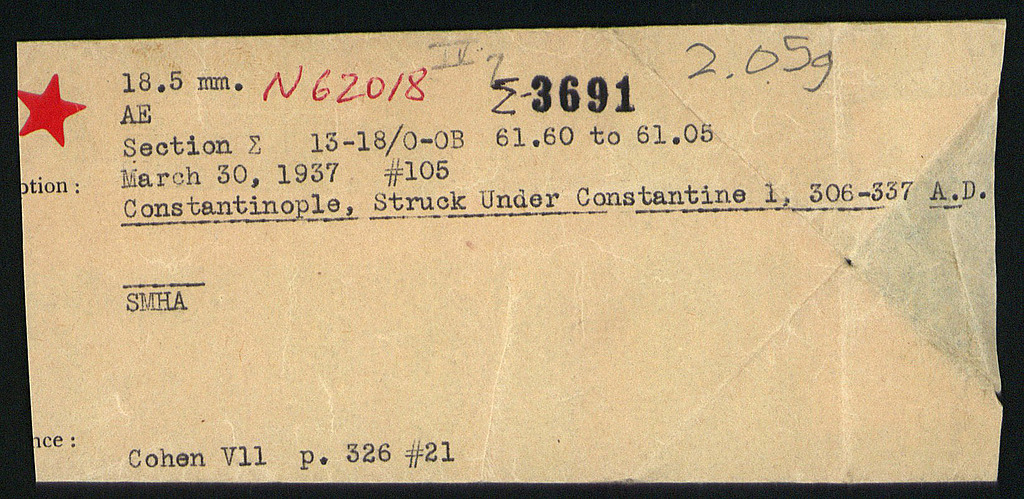 IV ?
2.05g
18.5 mm. N62018 Σ-3691
AE
Section Σ 13-18/O-OB 61.60 to 61.05
March 30, 1937 #105
ption :
Constantinople, Struck Under Constantine 1, 306-337 A.D.
SMHA
nce :
Cohen V11 p. 326 #21